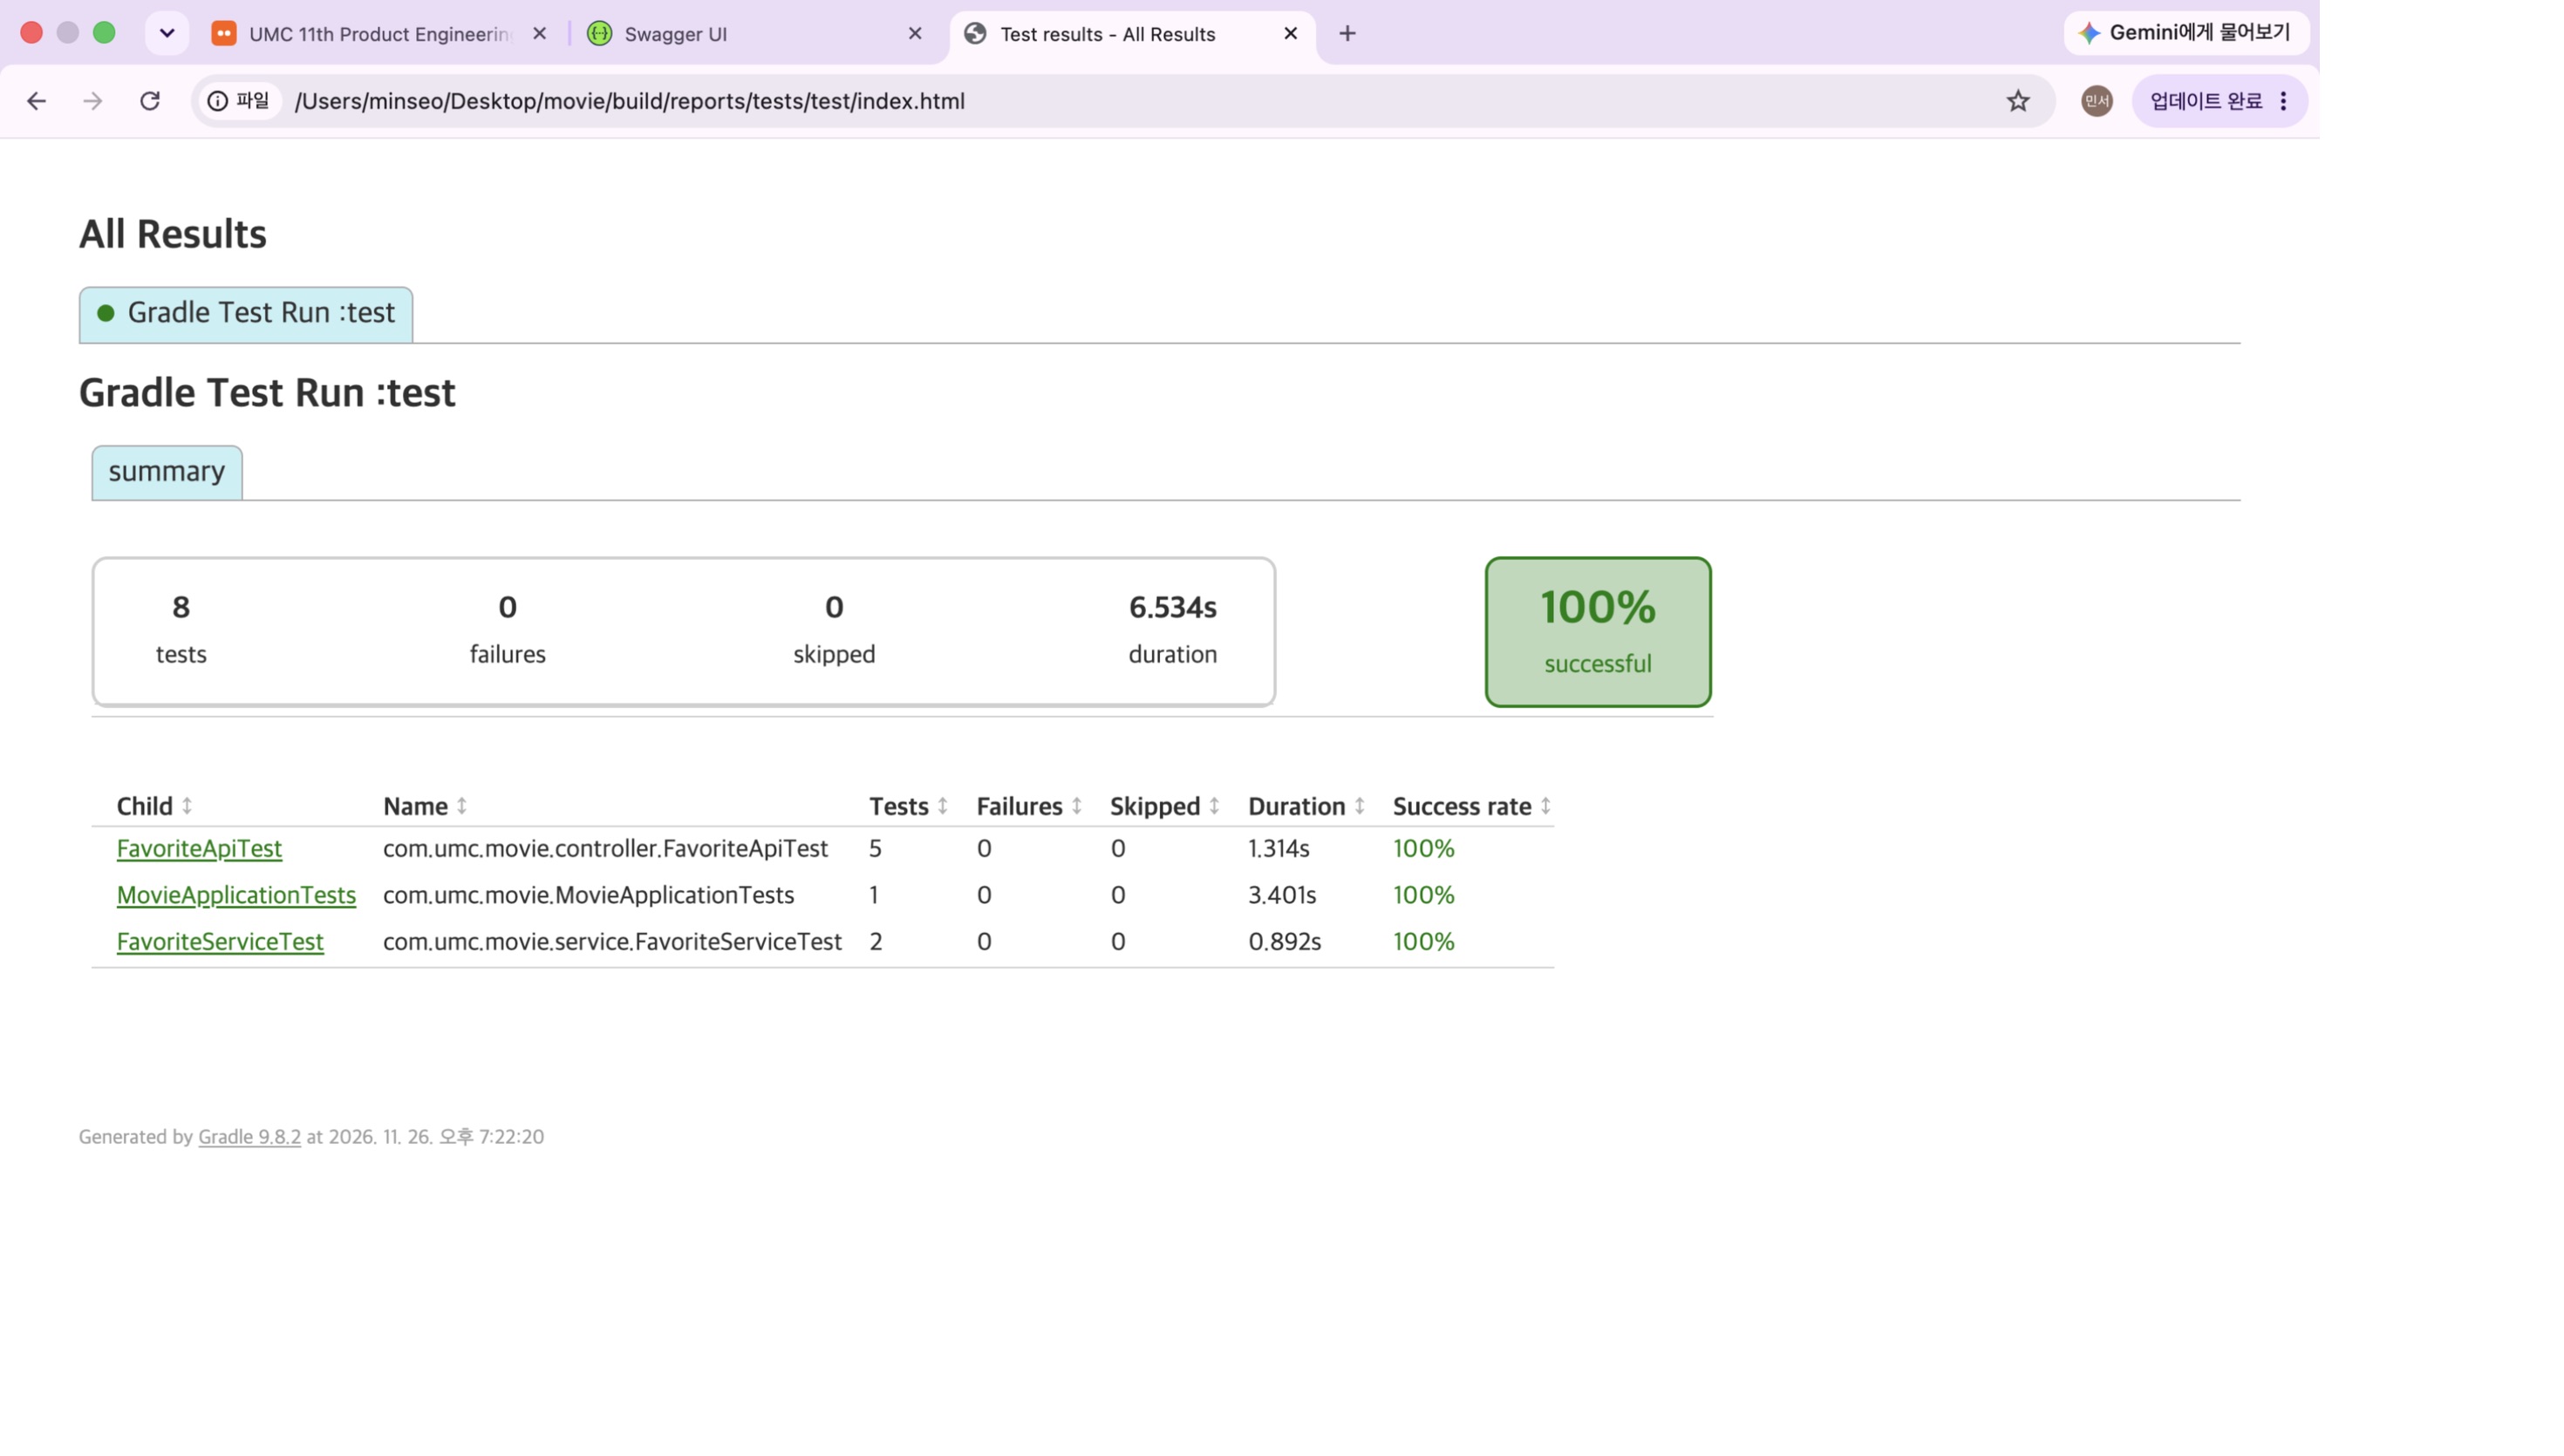 UMC 11th Product Engineering
Swagger UI
Test results - All Results
Gemini에게 물어보기
파일
/Users/minseo/Desktop/movie/build/reports/tests/test/index.html
민서
업데이트 완료
All Results
Gradle Test Run :test
Gradle Test Run :test
summary
8 0 0 6.534s 100%
tests failures skipped duration successful
Child Name Tests Failures Skipped Duration Success rate
FavoriteApiTest com.umc.movie.controller.FavoriteApiTest 5 0 0 1.314s 100%
MovieApplicationTests com.umc.movie.MovieApplicationTests 1 0 0 3.401s 100%
FavoriteServiceTest com.umc.movie.service.FavoriteServiceTest 2 0 0 0.892s 100%
Generated by Gradle 9.8.2 at 2026. 11. 26. 오후 7:22:20